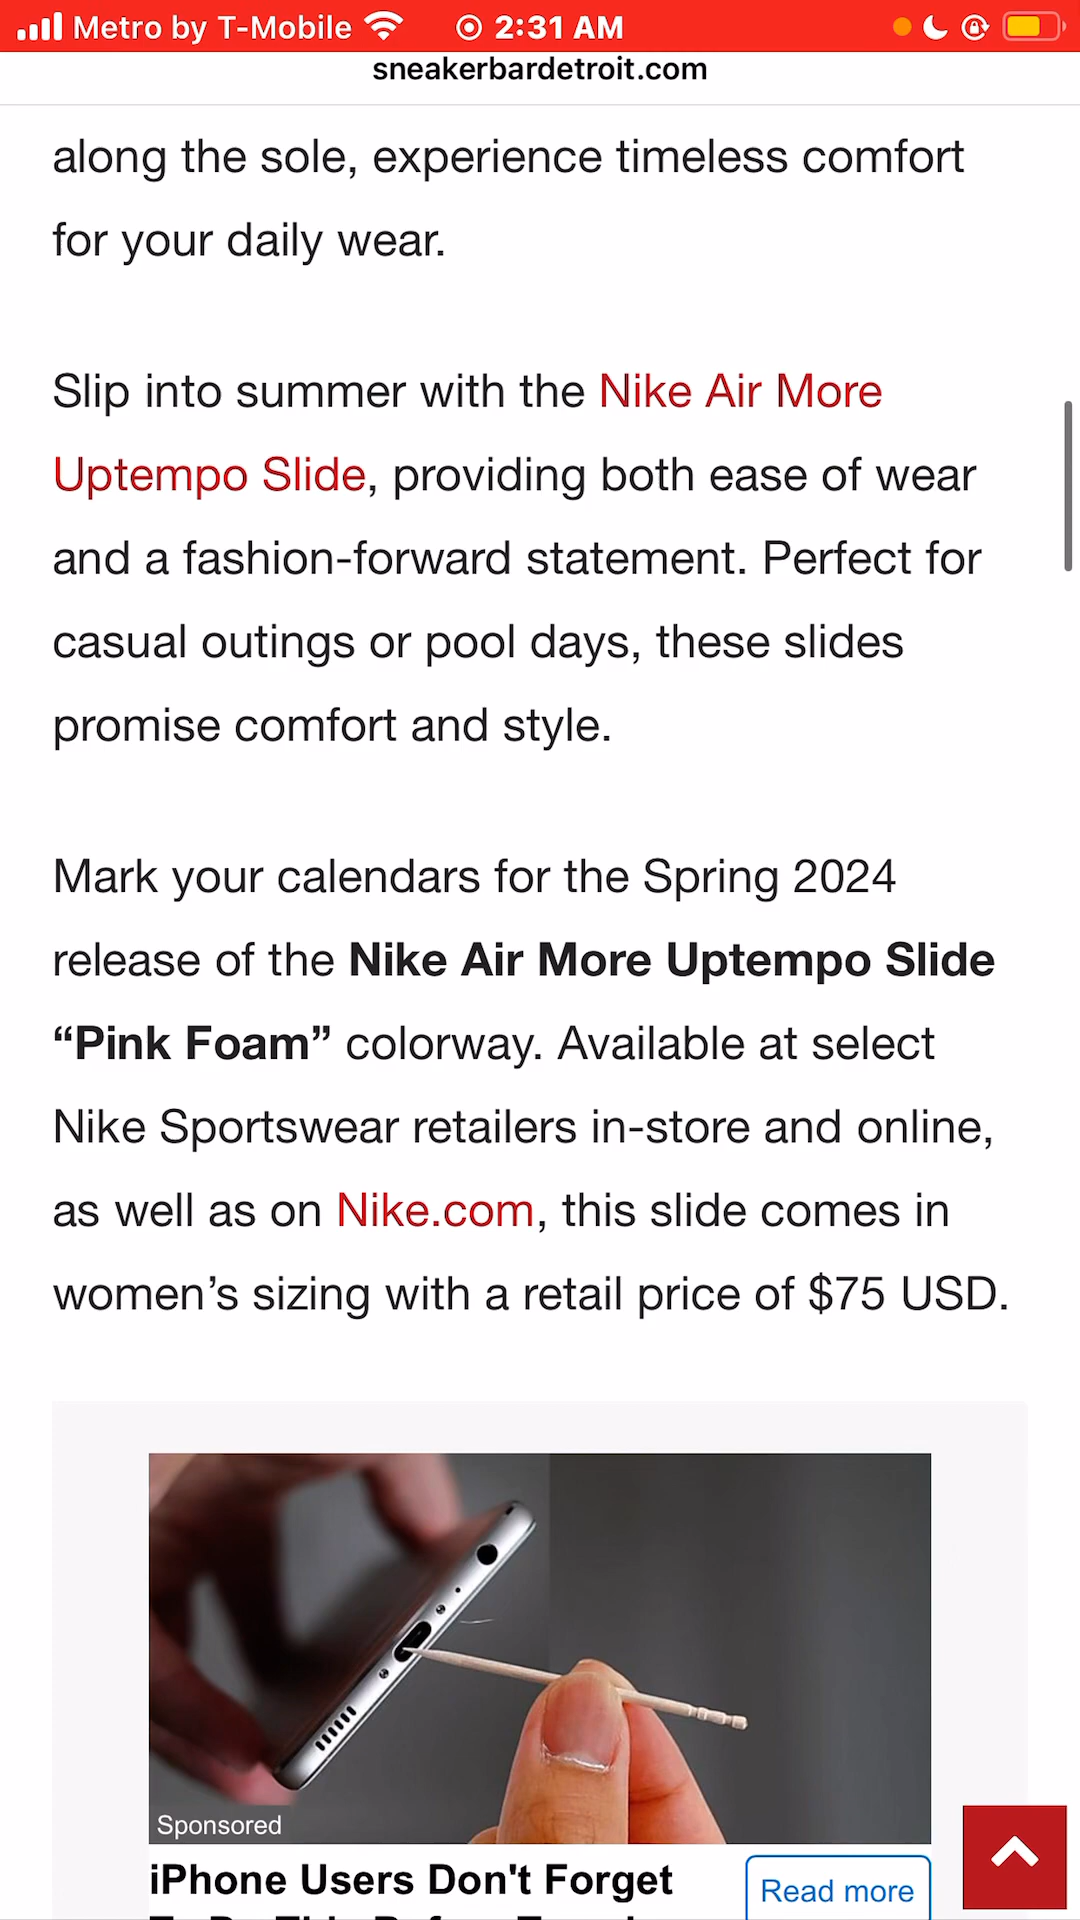 Metro by T-Mobile 2:31 AM
sneakerbardetroit.com
along the sole, experience timeless comfort
for your daily wear.
Slip into summer with the Nike Air More
Uptempo Slide, providing both ease of wear
and a fashion-forward statement. Perfect for
casual outings or pool days, these slides
promise comfort and style.
Mark your calendars for the Spring 2024
release of the Nike Air More Uptempo Slide
“Pink Foam” colorway. Available at select
Nike Sportswear retailers in-store and online,
as well as on Nike.com, this slide comes in
women’s sizing with a retail price of $75 USD.
Sponsored
iPhone Users Don't Forget
Read more